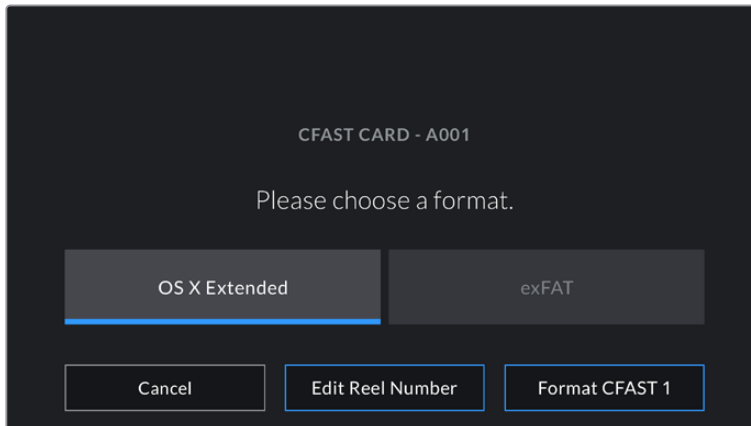 CFAST CARD - A001
Please choose a format.
OS X Extended exFAT
Cancel Edit Reel Number Format CFAST 1